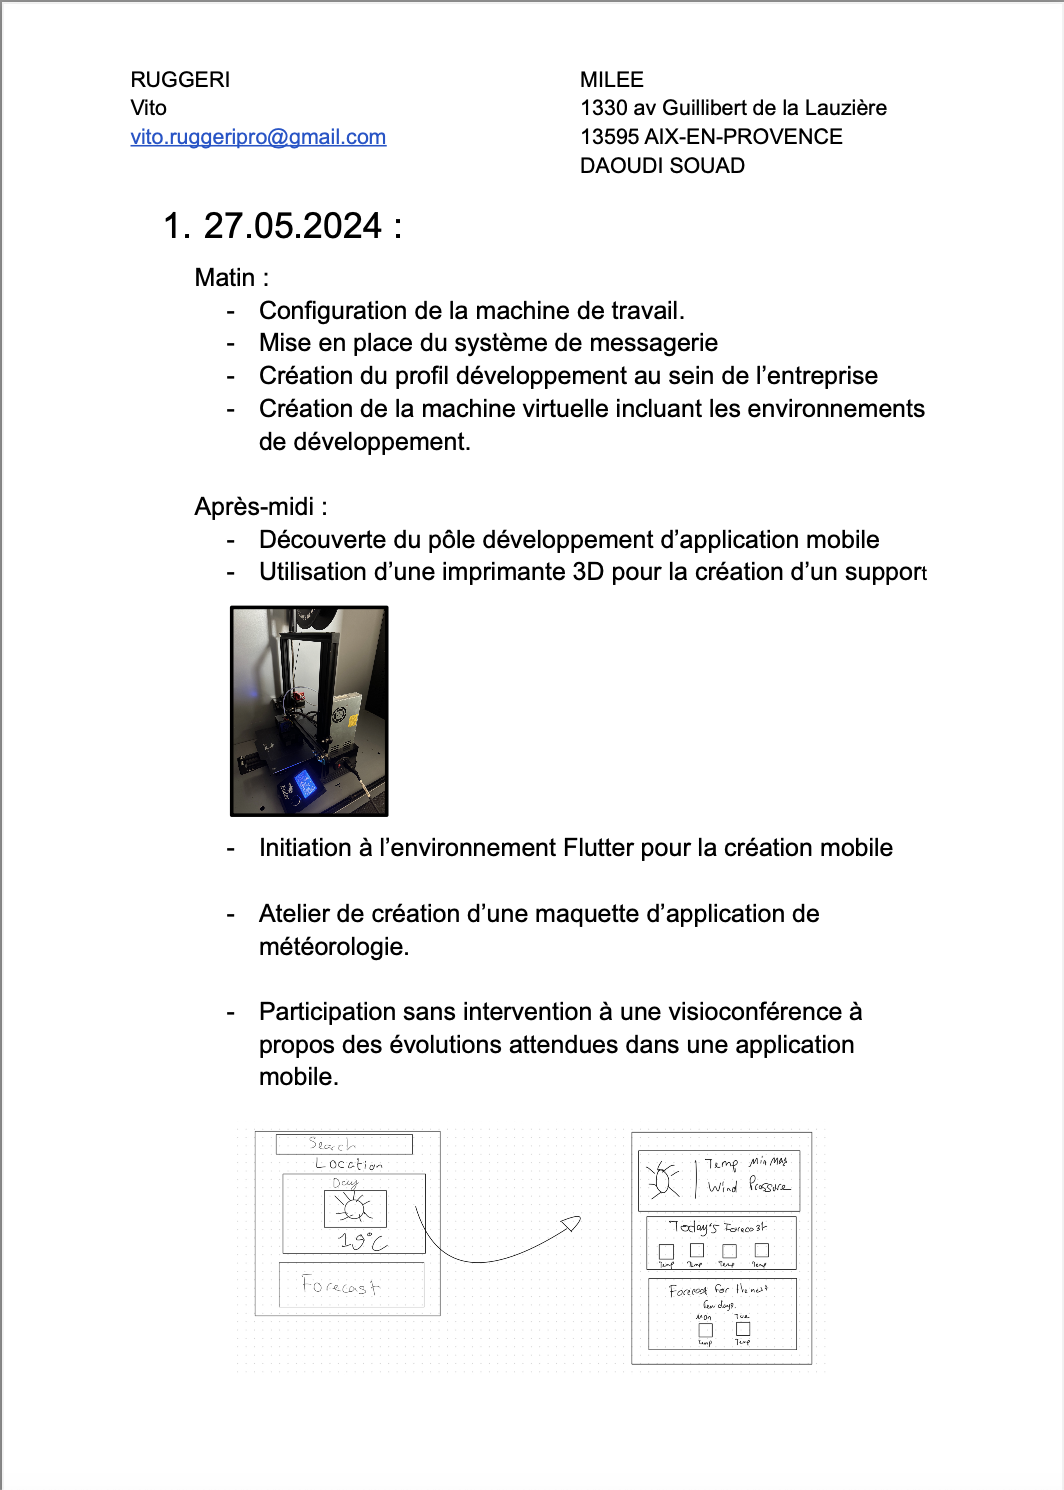 RUGGERI
Vito
vito.ruggeripro@gmail.com
MILEE
1330 av Guillibert de la Lauzière
13595 AIX-EN-PROVENCE
DAOUDI SOUAD
1. 27.05.2024 :
Matin :
- Configuration de la machine de travail.
- Mise en place du système de messagerie
- Création du profil développement au sein de l’entreprise
- Création de la machine virtuelle incluant les environnements
de développement.
Après-midi :
- Découverte du pôle développement d’application mobile
- Utilisation d’une imprimante 3D pour la création d’un support
- Initiation à l’environnement Flutter pour la création mobile
- Atelier de création d’une maquette d’application de
météorologie.
- Participation sans intervention à une visioconférence à
propos des évolutions attendues dans une application
mobile.
Search
Location
Day
19°C
Forecast
Temp Min Max
Wind Pressure
Today's Forecast
Temp Temp Temp Temp
Forecast for the next
few days.
Mon Tue
Temp Temp